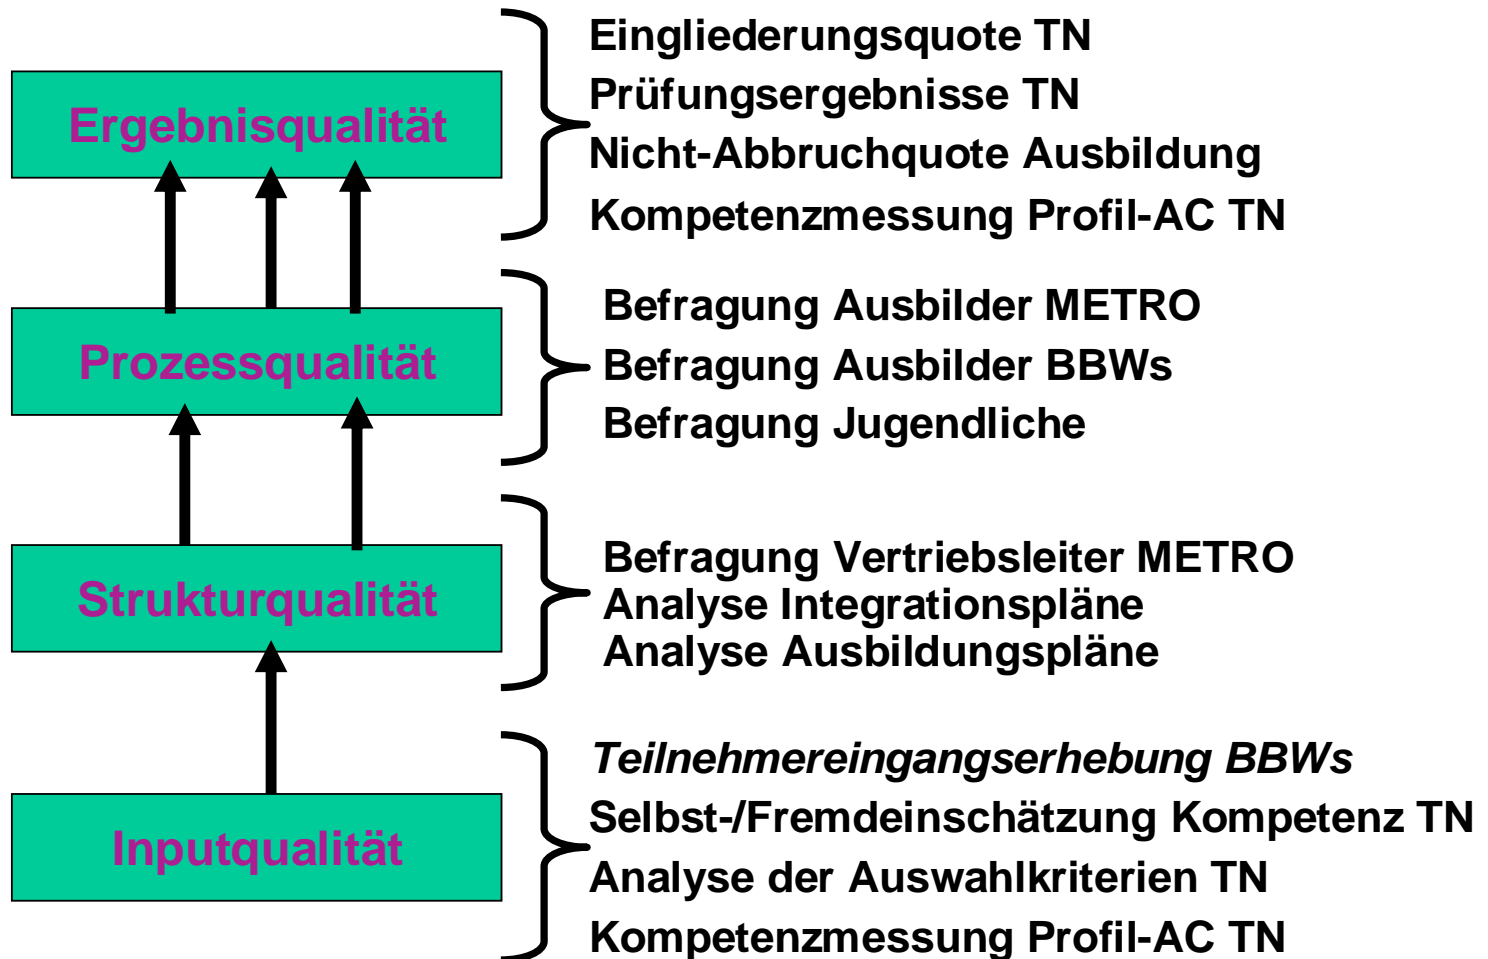 Eingliederungsquote TN
Prüfungsergebnisse TN
Nicht-Abbruchquote Ausbildung
Kompetenzmessung Profil-AC TN
Ergebnisqualität
Befragung Ausbilder METRO
Befragung Ausbilder BBWs
Befragung Jugendliche
Prozessqualität
Befragung Vertriebsleiter METRO
Analyse Integrationspläne
Analyse Ausbildungspläne
Strukturqualität
Teilnehmereingangserhebung BBWs
Selbst-/Fremdeinschätzung Kompetenz TN
Analyse der Auswahlkriterien TN
Kompetenzmessung Profil-AC TN
Inputqualität